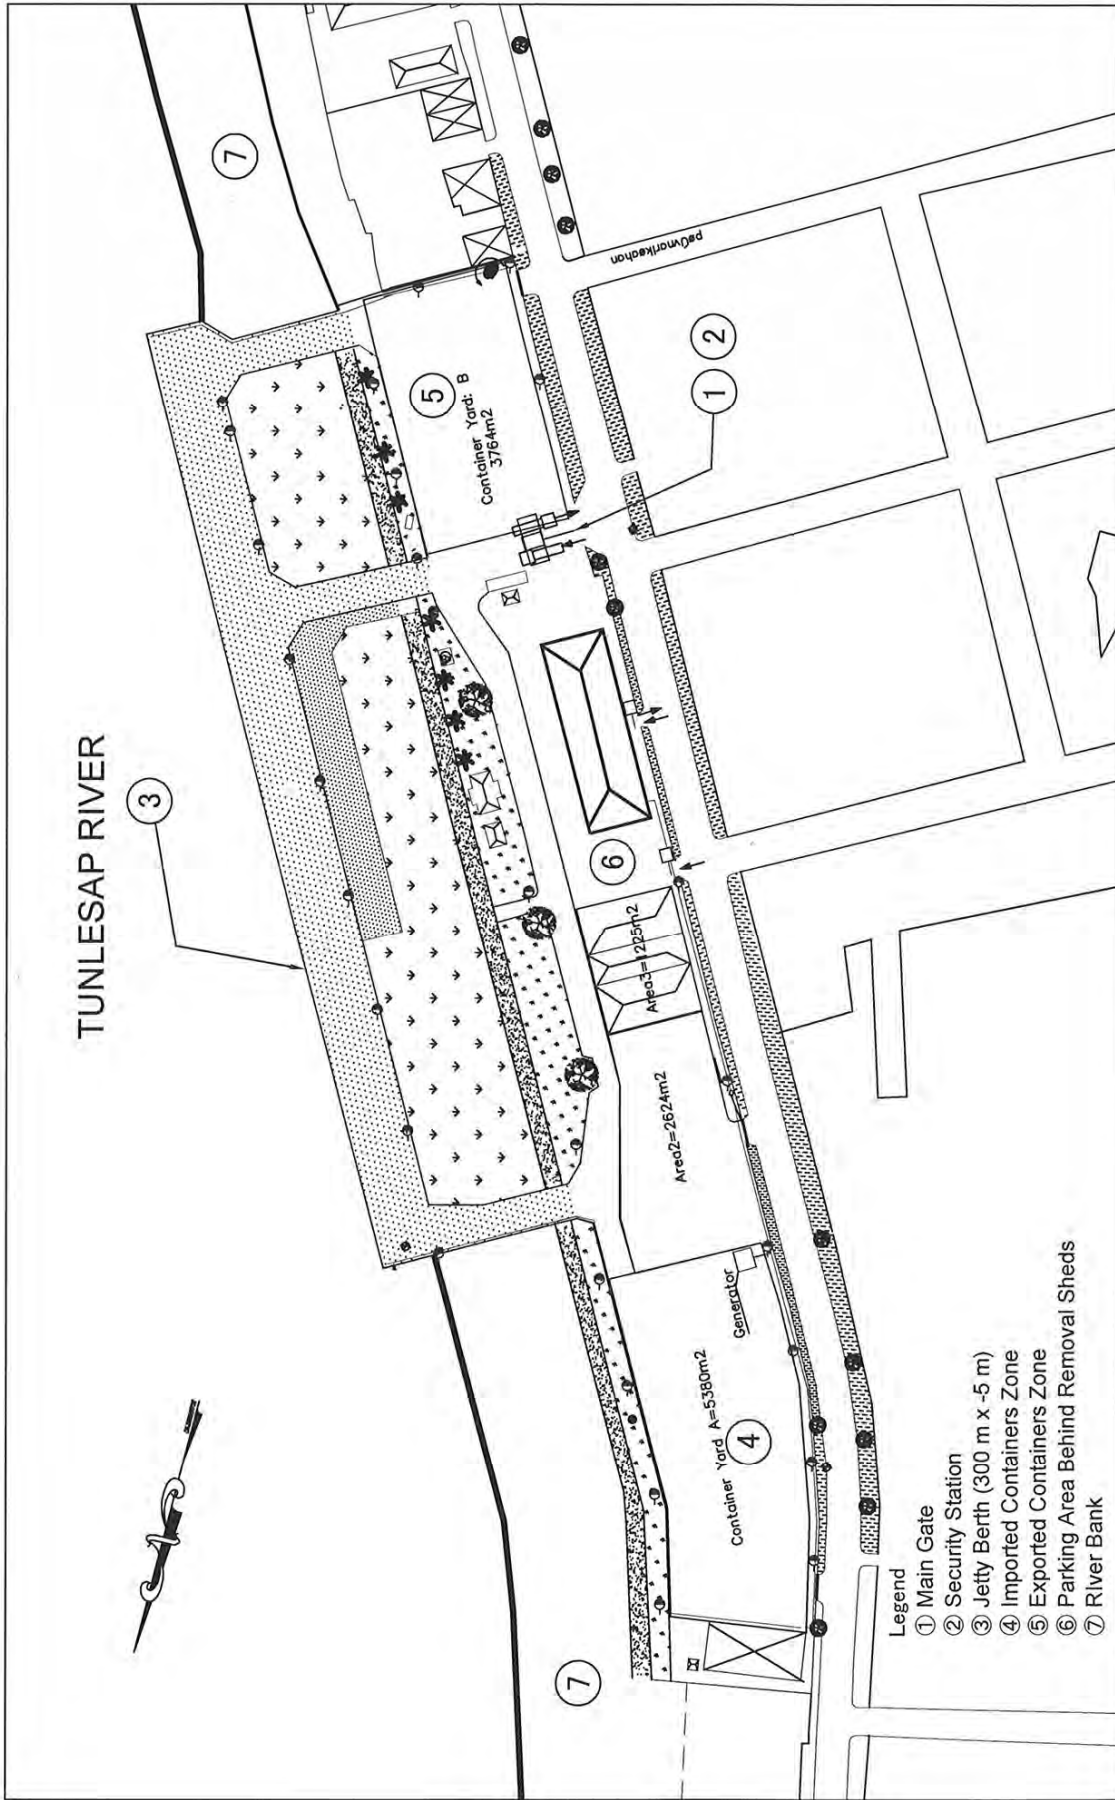 TUNLESAP RIVER
3
7
5
Container Yard: B
3764m2
1 2
pøÚvnarikeahan
6
Area3=1225m2
Area2=2624m2
Generator
Container Yard A=5380m2
4
7
Legend
① Main Gate
② Security Station
③ Jetty Berth (300 m x -5 m)
④ Imported Containers Zone
⑤ Exported Containers Zone
⑥ Parking Area Behind Removal Sheds
⑦ River Bank